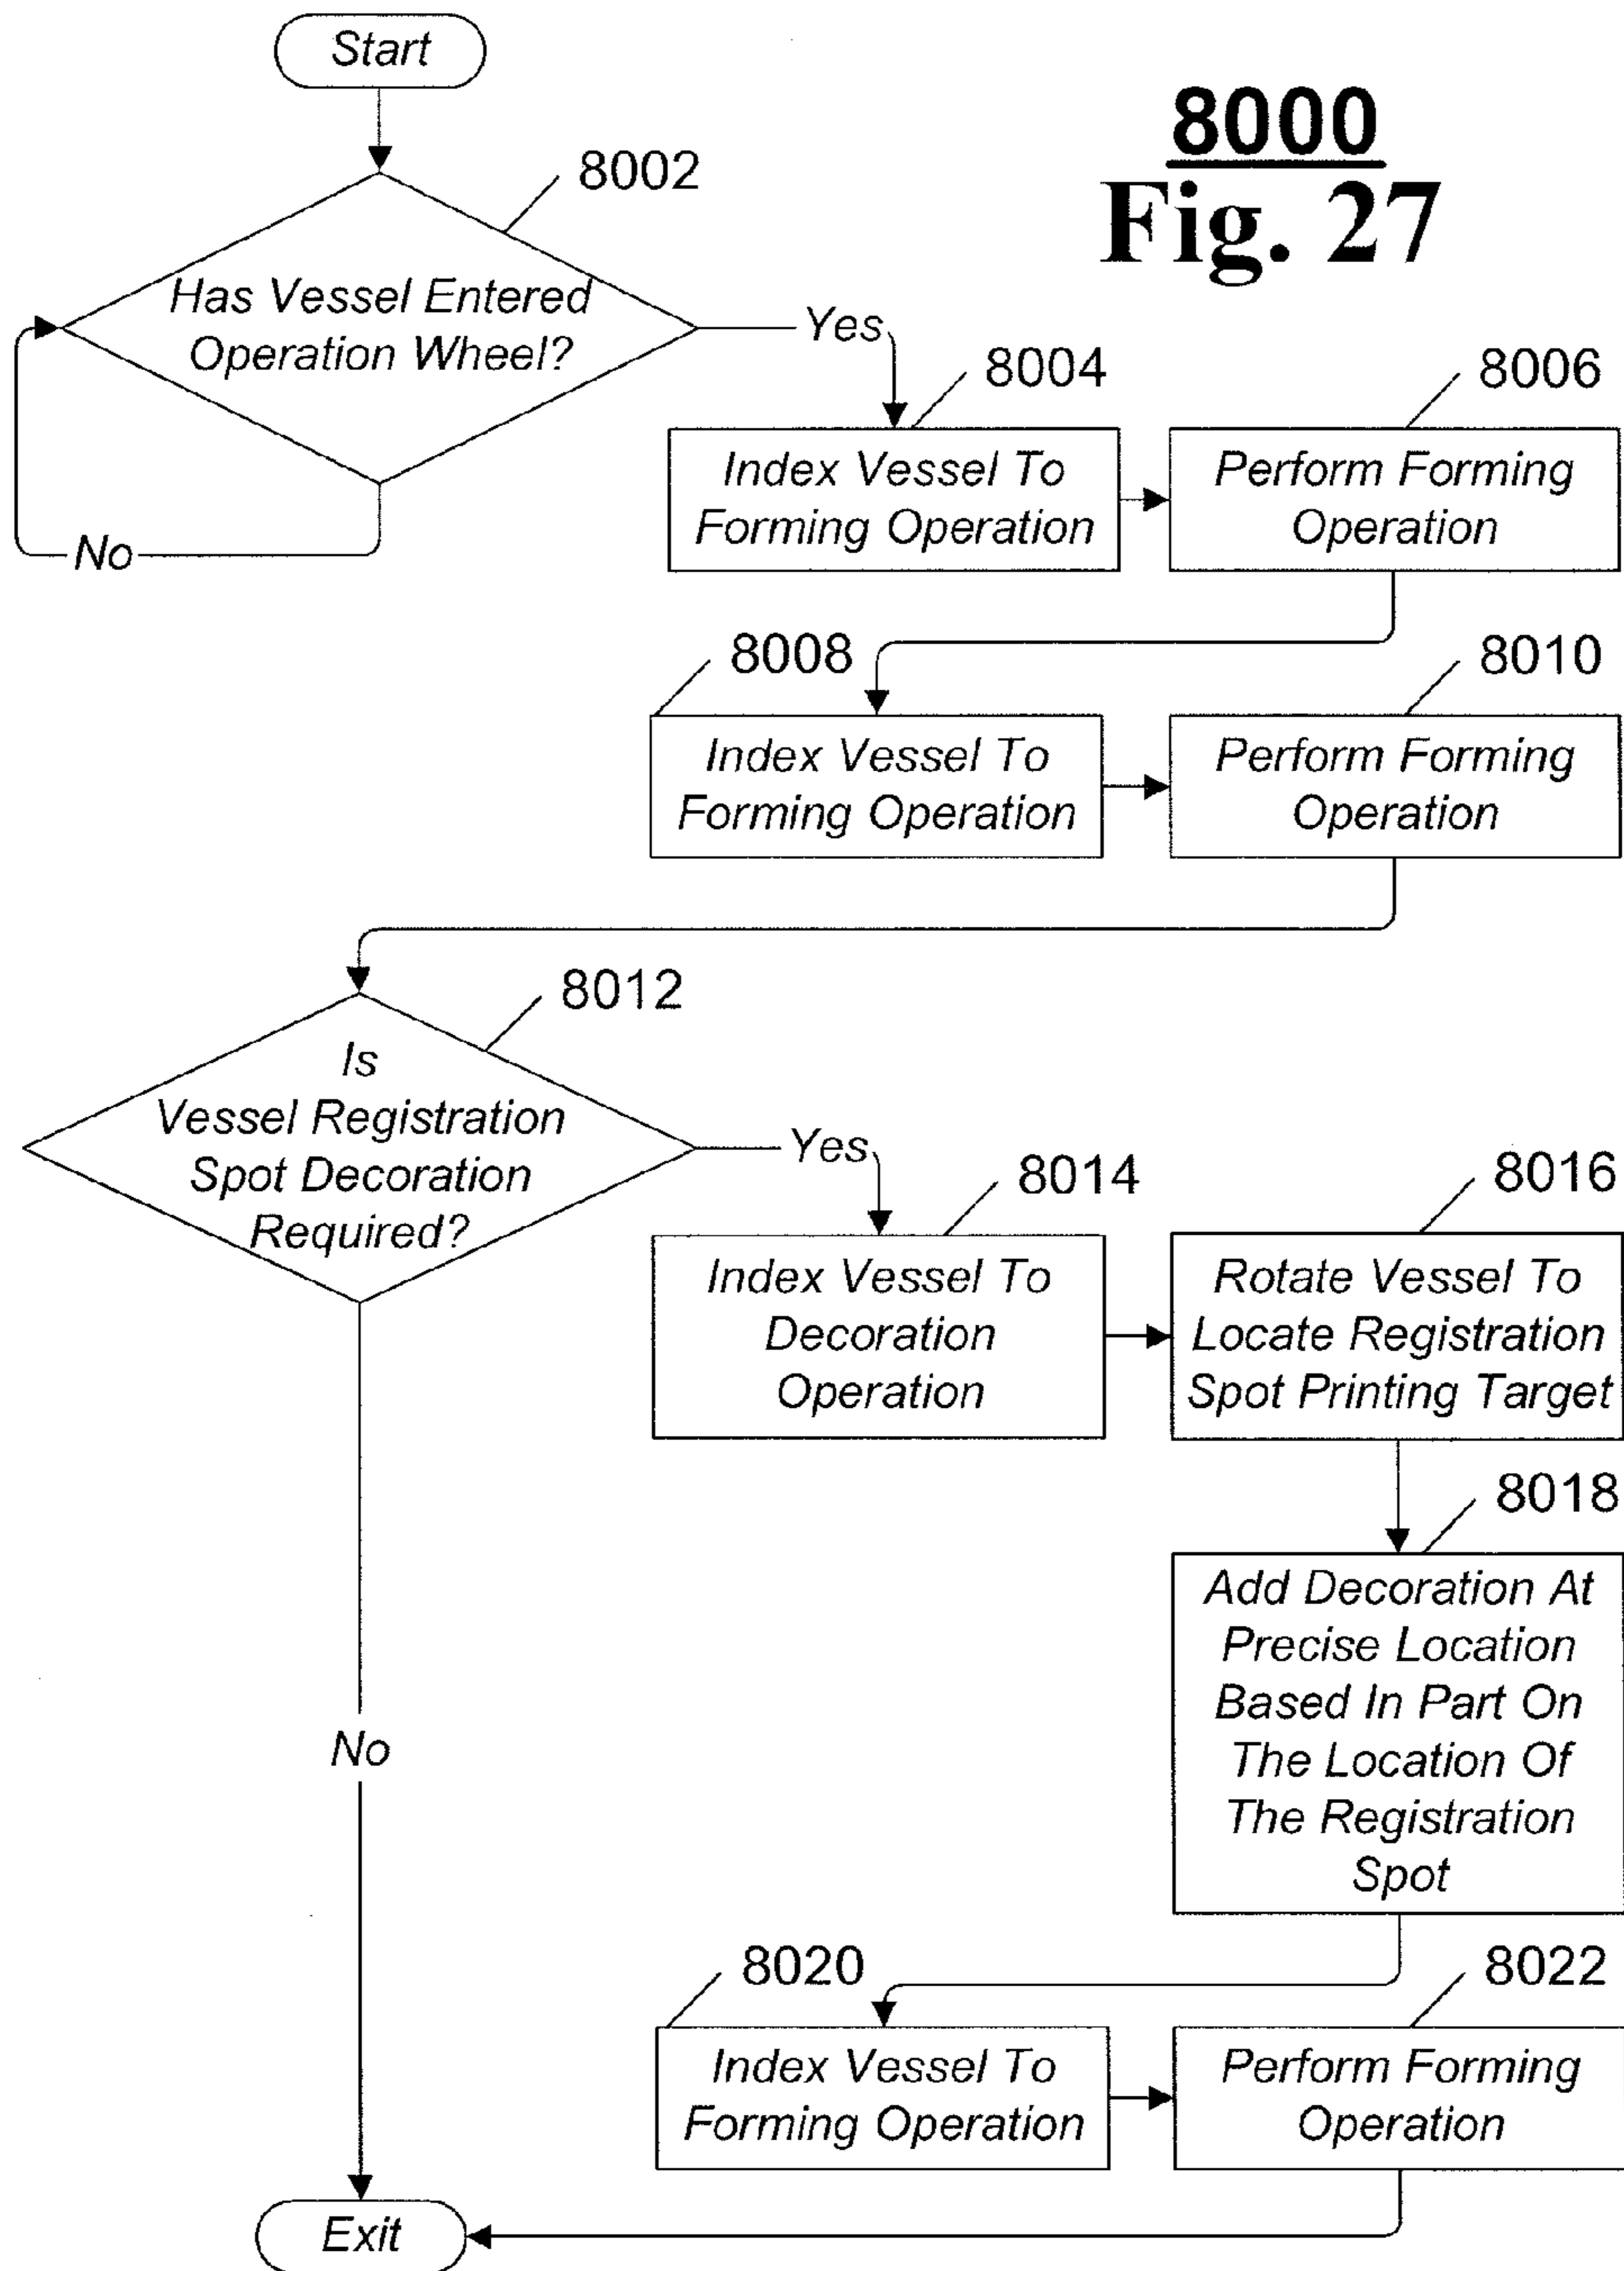 Start
8000
Fig. 27
8002
Has Vessel Entered
Operation Wheel?
Yes
No
8004
Index Vessel To
Forming Operation
8006
Perform Forming
Operation
8008
Index Vessel To
Forming Operation
8010
Perform Forming
Operation
8012
Is
Vessel Registration
Spot Decoration
Required?
Yes
8014
Index Vessel To
Decoration
Operation
8016
Rotate Vessel To
Locate Registration
Spot Printing Target
8018
Add Decoration At
Precise Location
Based In Part On
The Location Of
The Registration
Spot
No
8020
Index Vessel To
Forming Operation
8022
Perform Forming
Operation
Exit